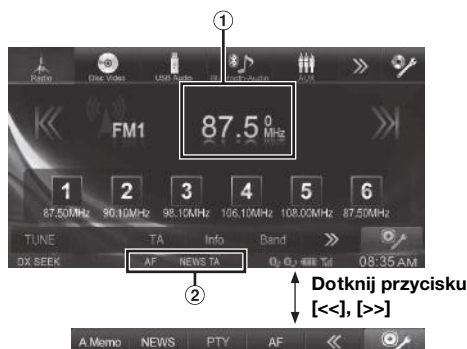 ①
Radio Disc Video USB Audio Bluetooth-Audio AUX »
FM1 87.5 0 MHz
1 2 3 4 5 6
87.50MHz 90.10MHz 98.10MHz 106.10MHz 108.00MHz 87.50MHz
TUNE TA Info Band »
DX SEEK AF NEWS TA Tel 08:35 AM
②
Dotknij przycisku
[<<], [>>]
A.Memo NEWS PTY AF «